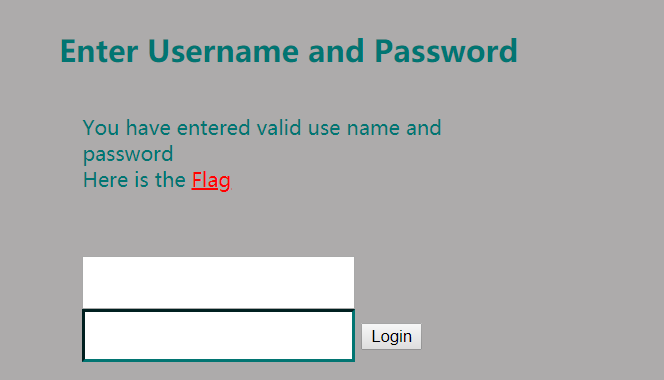 Enter Username and Password
You have entered valid use name and
password
Here is the Flag
Login